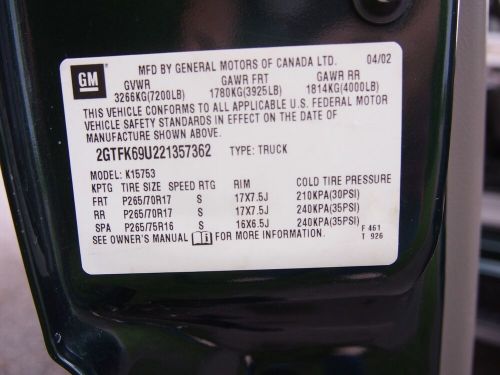 MFD BY GENERAL MOTORS OF CANADA LTD. 04/02
GM GVWR GAWR FRT GAWR RR
3266KG(7200LB) 1780KG(3925LB) 1814KG(4000LB)
THIS VEHICLE CONFORMS TO ALL APPLICABLE U.S. FEDERAL MOTOR
VEHICLE SAFETY STANDARDS IN EFFECT ON THE DATE OF
MANUFACTURE SHOWN ABOVE.
2GTFK69U221357362 TYPE: TRUCK
MODEL: K15753
KPTG TIRE SIZE SPEED RTG RIM COLD TIRE PRESSURE
FRT P265/70R17 S 17X7.5J 210KPA(30PSI)
RR P265/70R17 S 17X7.5J 240KPA(35PSI)
SPA P265/75R16 S 16X6.5J 240KPA(35PSI)
SEE OWNER'S MANUAL i FOR MORE INFORMATION. F 461
T 926